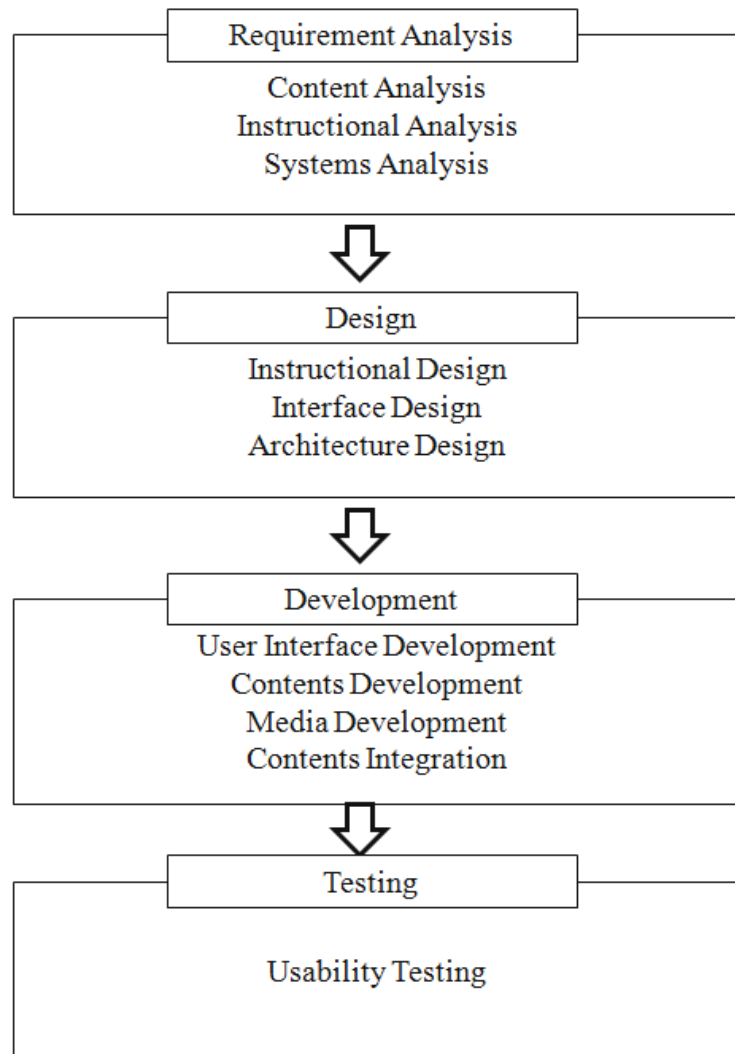 Requirement Analysis
Content Analysis
Instructional Analysis
Systems Analysis
Design
Instructional Design
Interface Design
Architecture Design
Development
User Interface Development
Contents Development
Media Development
Contents Integration
Testing
Usability Testing